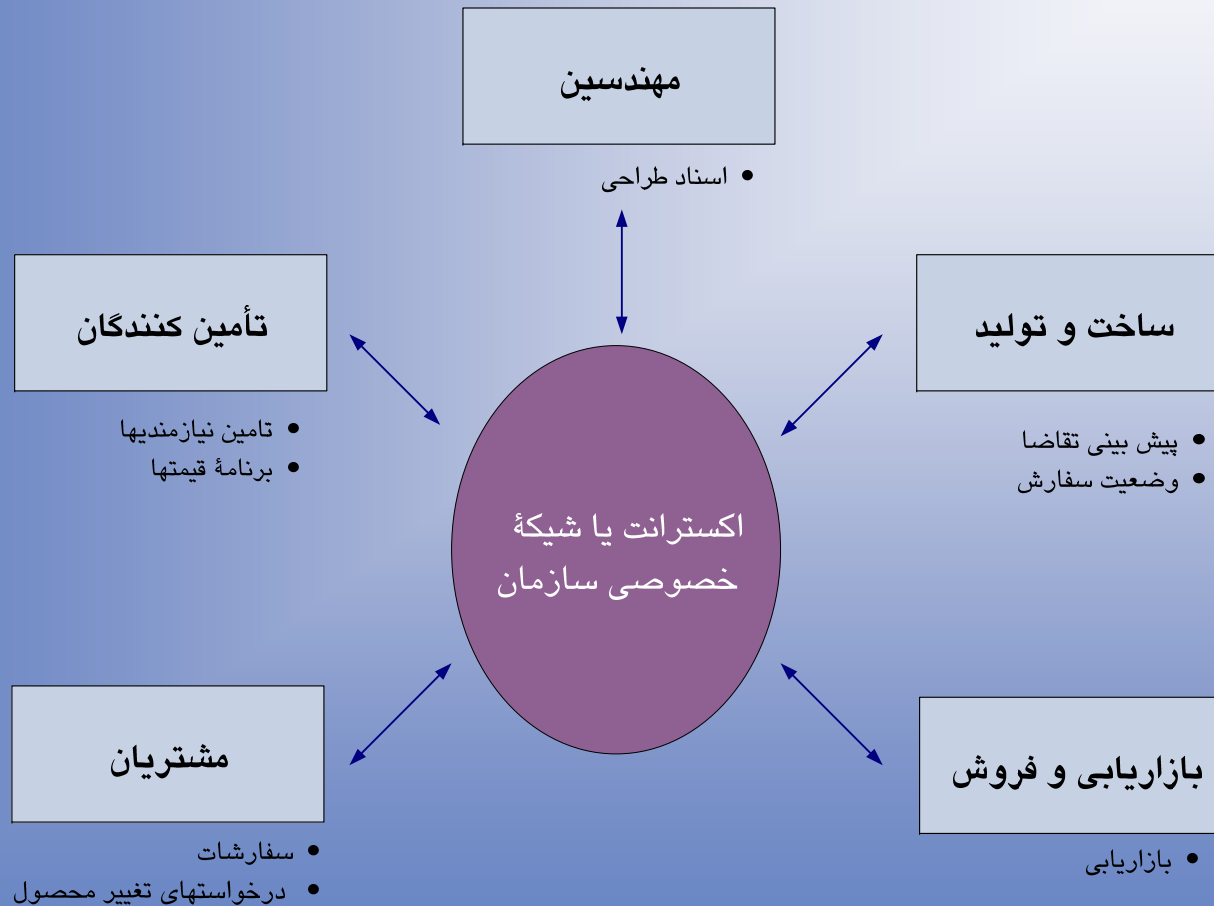 مهندسین
• اسناد طراحی
ساخت و تولید
• پیش بینی تقاضا
• وضعیت سفارش
تأمین کنندگان
• تامین نیازمندیها
• برنامهٔ قیمتها
اکسترانت یا شیکهٔ
خصوصی سازمان
بازاریابی و فروش
• بازاریابی
مشتریان
• سفارشات
• درخواستهای تغییر محصول